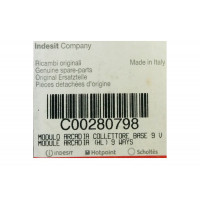 indesit Company
Ricambi originali
Made in Italy
Genuine spare-parts
Original Ersatzteile
Pièces détachées d'origine
C00280798
MODULO ARCADIA COLLETTORE BASE 9 V
MODULE ARCADIA (HL) 9 WAYS
indesit Hotpoint Scholtès